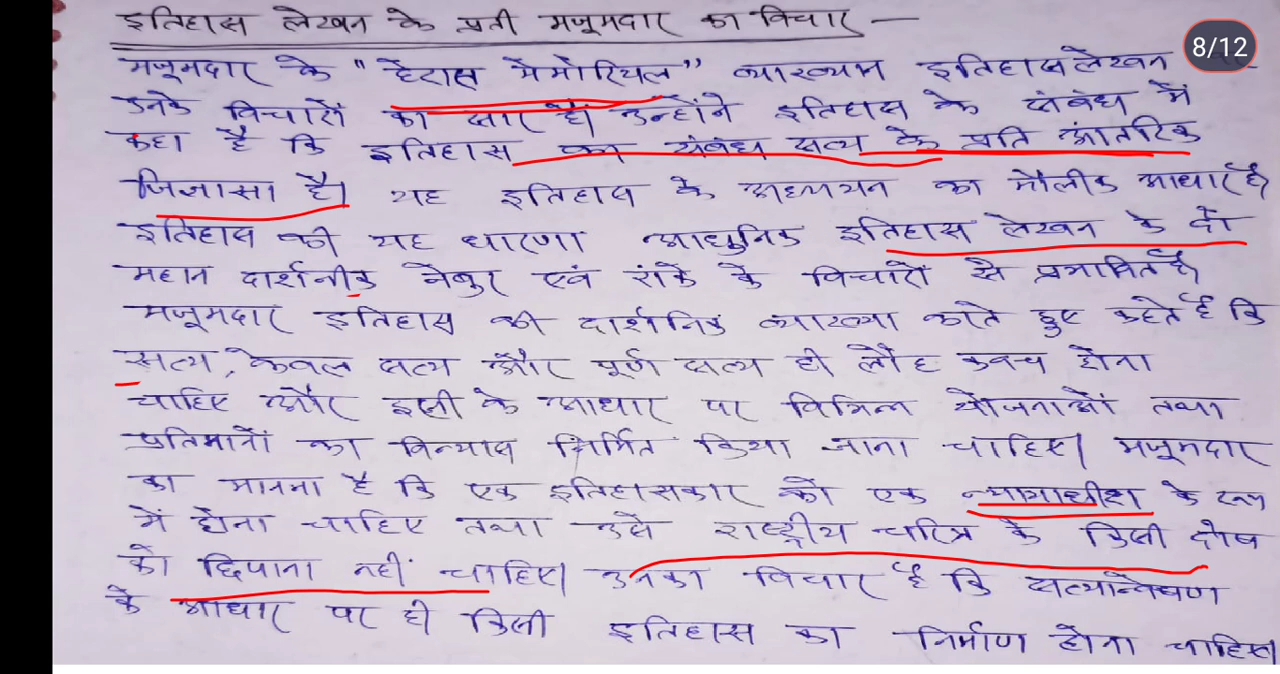 इतिहास लेखन के प्रती मजूमदार का विचार —
8/12
मजूमदार के "हेरास मेमोरियल" व्याख्यान इतिहासलेखन
उनके विचारों का सार है। उन्होंने इतिहास के संबंध में
कहा है कि इतिहास का संबंध सत्य के प्रति आंतरिक
जिज्ञासा है। यह इतिहास के अध्ययन का मौलीक आधार है।
इतिहास की यह धारणा आधुनिक इतिहास लेखन के दो
महान दार्शनीक नेबुर एवं रांके के विचारों से प्रभावित है।
मजूमदार इतिहास की दार्शनिक व्याख्या करते हुए कहते है कि
सत्य, केवल सत्य और पूर्ण सत्य ही लौह कवच होना
चाहिए और इसी के आधार पर विभिन्न योजनाओं तथा
प्रतिमानों का विन्यास निर्मित किया जाना चाहिए। मजूमदार
का मानना है कि एक इतिहासकार को एक न्यायाधीश के रूप
में होना चाहिए तथा उसे राष्ट्रीय चरित्र के किसी दोष
को छिपाना नहीं चाहिए। उनका विचार है कि सत्यान्वेषण
के आधार पर ही किसी इतिहास का निर्माण होना चाहिए।